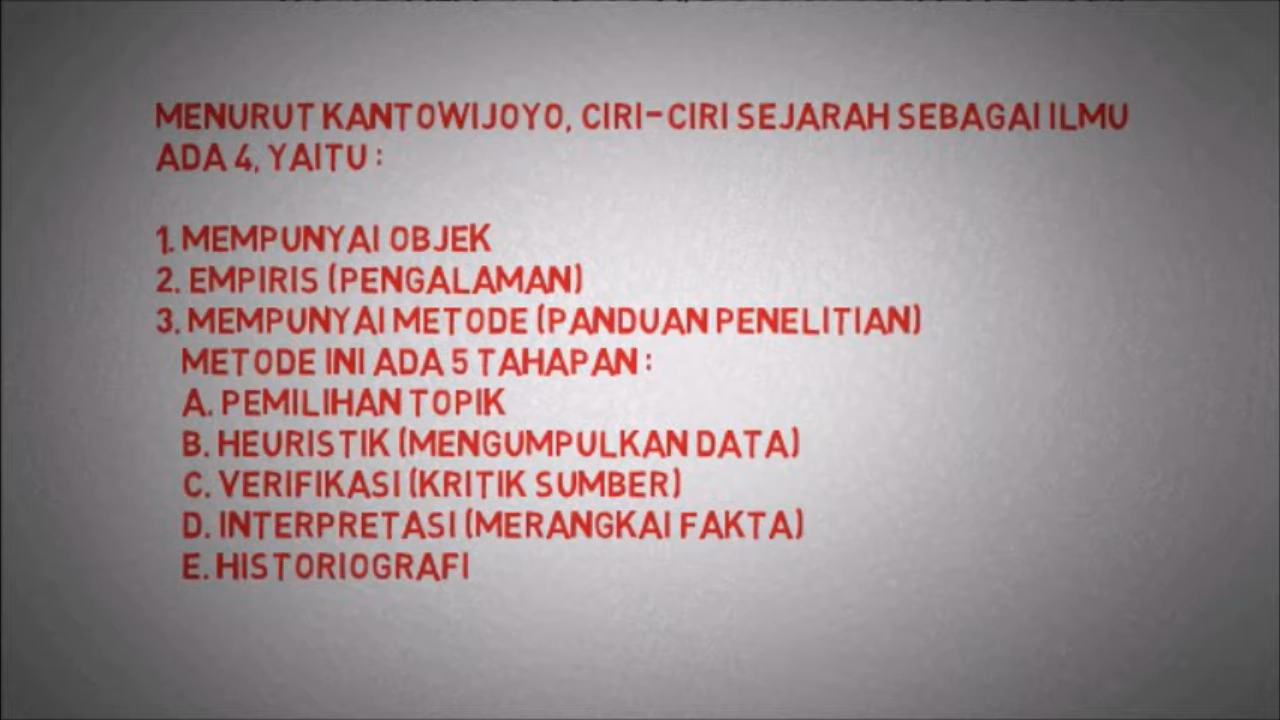 MENURUT KANTOWIJOYO, CIRI-CIRI SEJARAH SEBAGAI ILMU
ADA 4, YAITU :
1. MEMPUNYAI OBJEK
2. EMPIRIS (PENGALAMAN)
3. MEMPUNYAI METODE (PANDUAN PENELITIAN)
METODE INI ADA 5 TAHAPAN :
A. PEMILIHAN TOPIK
B. HEURISTIK (MENGUMPULKAN DATA)
C. VERIFIKASI (KRITIK SUMBER)
D. INTERPRETASI (MERANGKAI FAKTA)
E. HISTORIOGRAFI